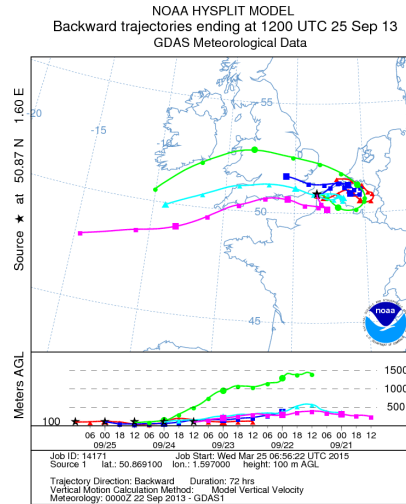 NOAA HYSPLIT MODEL
Backward trajectories ending at 1200 UTC 25 Sep 13
GDAS Meteorological Data
Source ★ at 50.87 N 1.60 E
-20
-15
55
50
45
noaa
Meters AGL
1500
1000
500
100
06 00 18 12 06 00 18 12 06 00 18 12 06 00 18 12 06 00 18 12
09/25 09/24 09/23 09/22 09/21
Job ID: 14171 Job Start: Wed Mar 25 06:56:22 UTC 2015
Source 1 lat: 50.869100 lon.: 1.597000 height: 100 m AGL
Trajectory Direction: Backward Duration: 72 hrs
Vertical Motion Calculation Method: Model Vertical Velocity
Meteorology: 0000Z 22 Sep 2013 - GDAS1